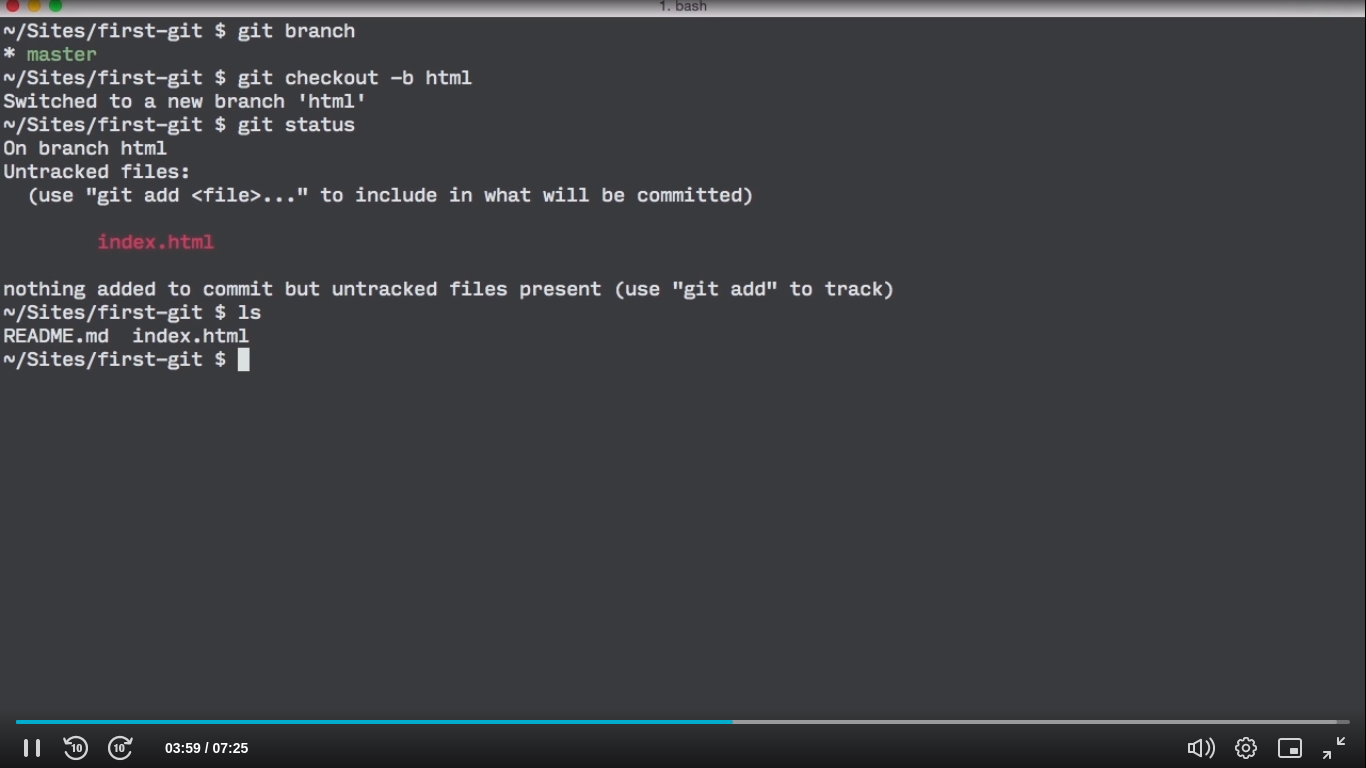 1. bash
~/Sites/first-git $ git branch
* master
~/Sites/first-git $ git checkout -b html
Switched to a new branch 'html'
~/Sites/first-git $ git status
On branch html
Untracked files:
  (use "git add <file>..." to include in what will be committed)
        index.html
nothing added to commit but untracked files present (use "git add" to track)
~/Sites/first-git $ ls
README.md  index.html
~/Sites/first-git $
10 10 03:59 / 07:25